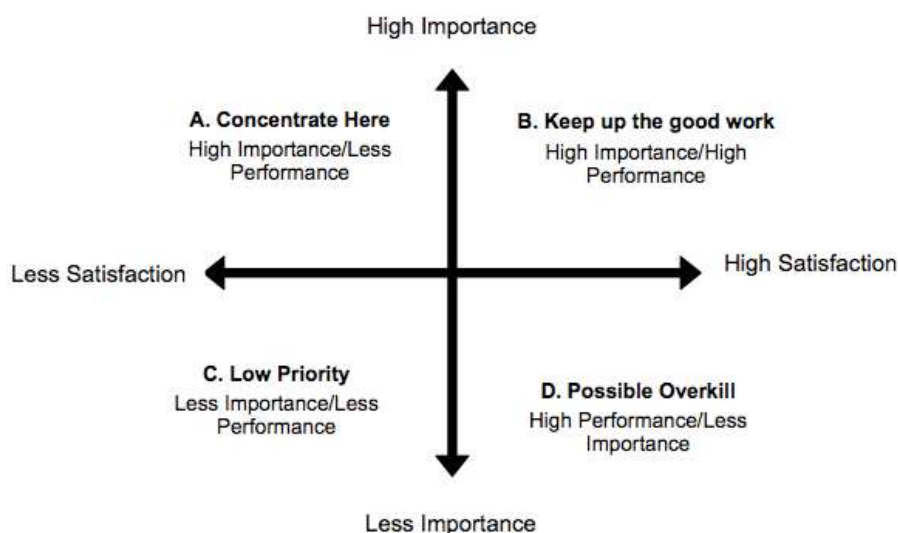 High Importance
A. Concentrate Here
High Importance/Less
Performance
B. Keep up the good work
High Importance/High
Performance
Less Satisfaction
High Satisfaction
C. Low Priority
Less Importance/Less
Performance
D. Possible Overkill
High Performance/Less
Importance
Less Importance